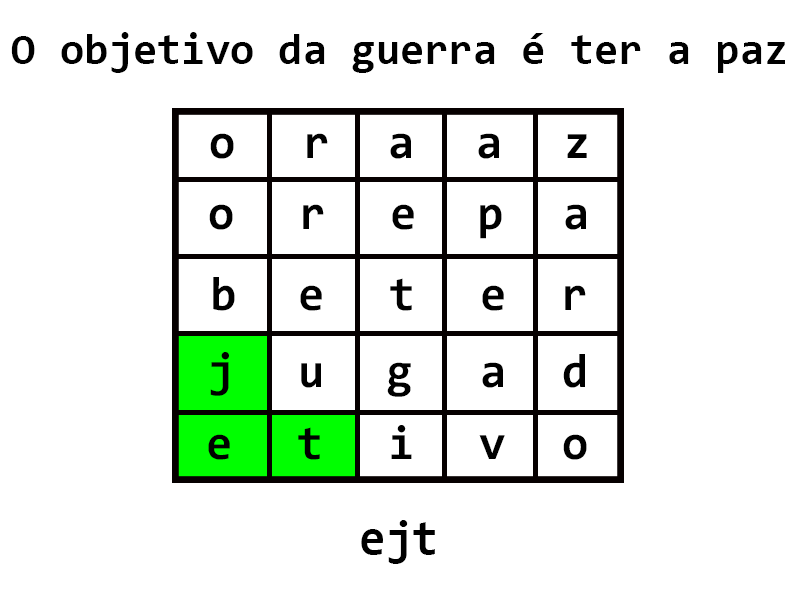 O objetivo da guerra é ter a paz
o r a a z
o r e p a
b e t e r
j u g a d
e t i v o
ejt